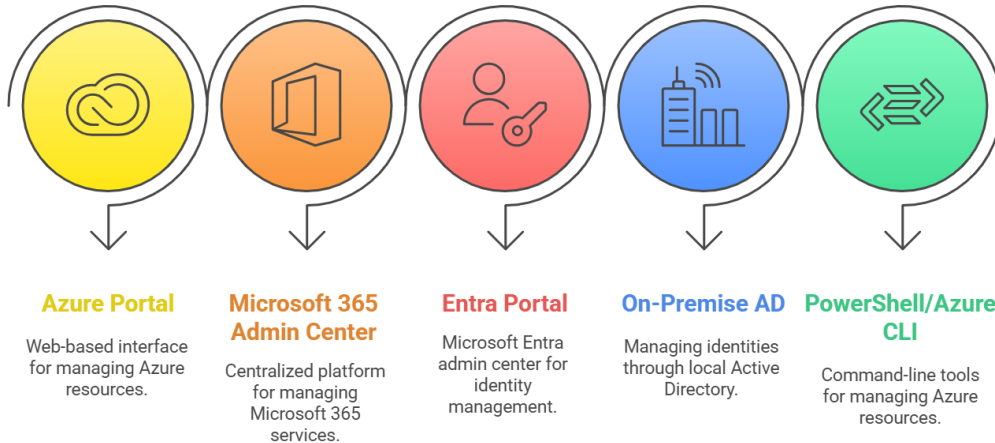 Azure Portal
Web-based interface
for managing Azure
resources.
Microsoft 365
Admin Center
Centralized platform
for managing
Microsoft 365
services.
Entra Portal
Microsoft Entra
admin center for
identity
management.
On-Premise AD
Managing identities
through local Active
Directory.
PowerShell/Azure
CLI
Command-line tools
for managing Azure
resources.